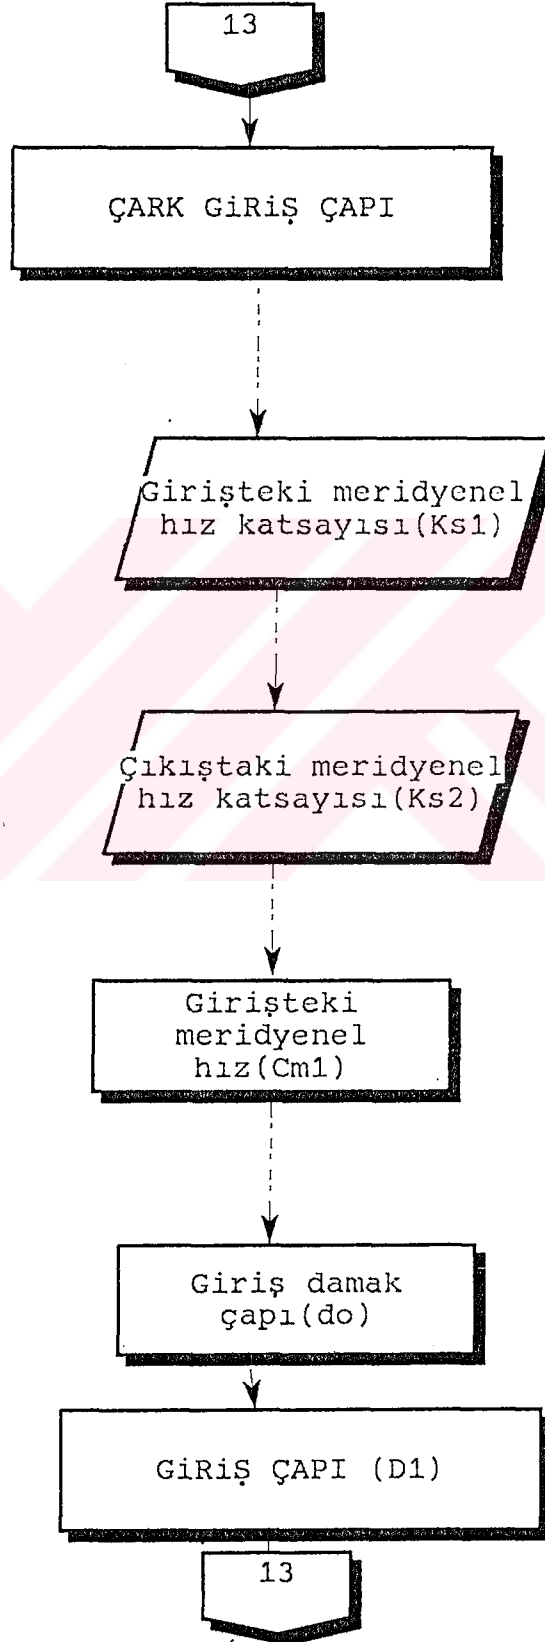 13
ÇARK GiRiŞ ÇAPI
Girişteki meridyenel
hız katsayısı(Ks1)
Çıkıştaki meridyenel
hız katsayısı(Ks2)
Girişteki
meridyenel
hız(Cm1)
Giriş damak
çapı(do)
GiRiŞ ÇAPI (D1)
13